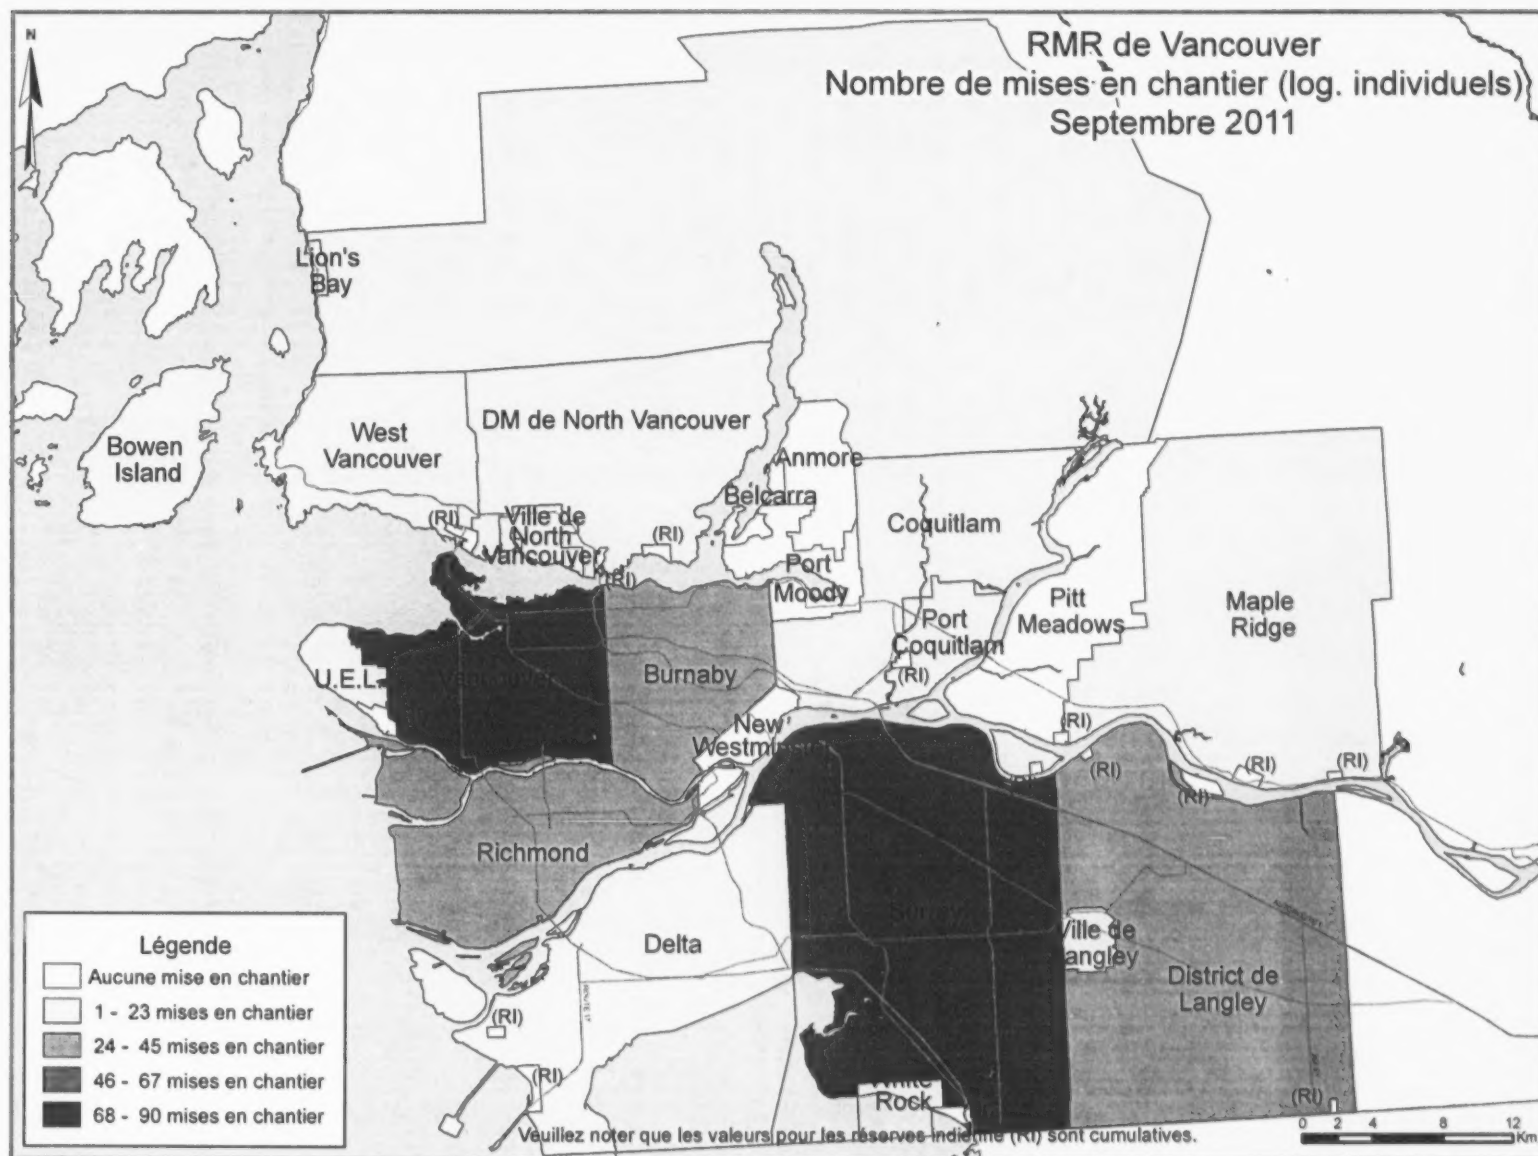 N
RMR de Vancouver
Nombre de mises en chantier (log. individuels)
Septembre 2011
Lion's
Bay
DM de North Vancouver
West
Vancouver
Bowen
Island
Anmore
Belcarra
Coquitlam
(RI)
Ville de
North
Vancouver
(RI)
(RI)
Port
Moody
Pitt
Meadows
Maple
Ridge
Port
Coquitlam
(RI)
U.E.L.
Vancouver
Burnaby
New
Westminster
(RI)
(RI)
(RI)
(RI)
(RI)
Richmond
Surrey
Delta
Ville de
Langley
District de
Langley
(RI)
(RI)
(RI)
White
Rock
Légende
Aucune mise en chantier
1 - 23 mises en chantier
24 - 45 mises en chantier
46 - 67 mises en chantier
68 - 90 mises en chantier
Veuillez noter que les valeurs pour les réserves indienne (RI) sont cumulatives.
0 2 4 8 12
Km